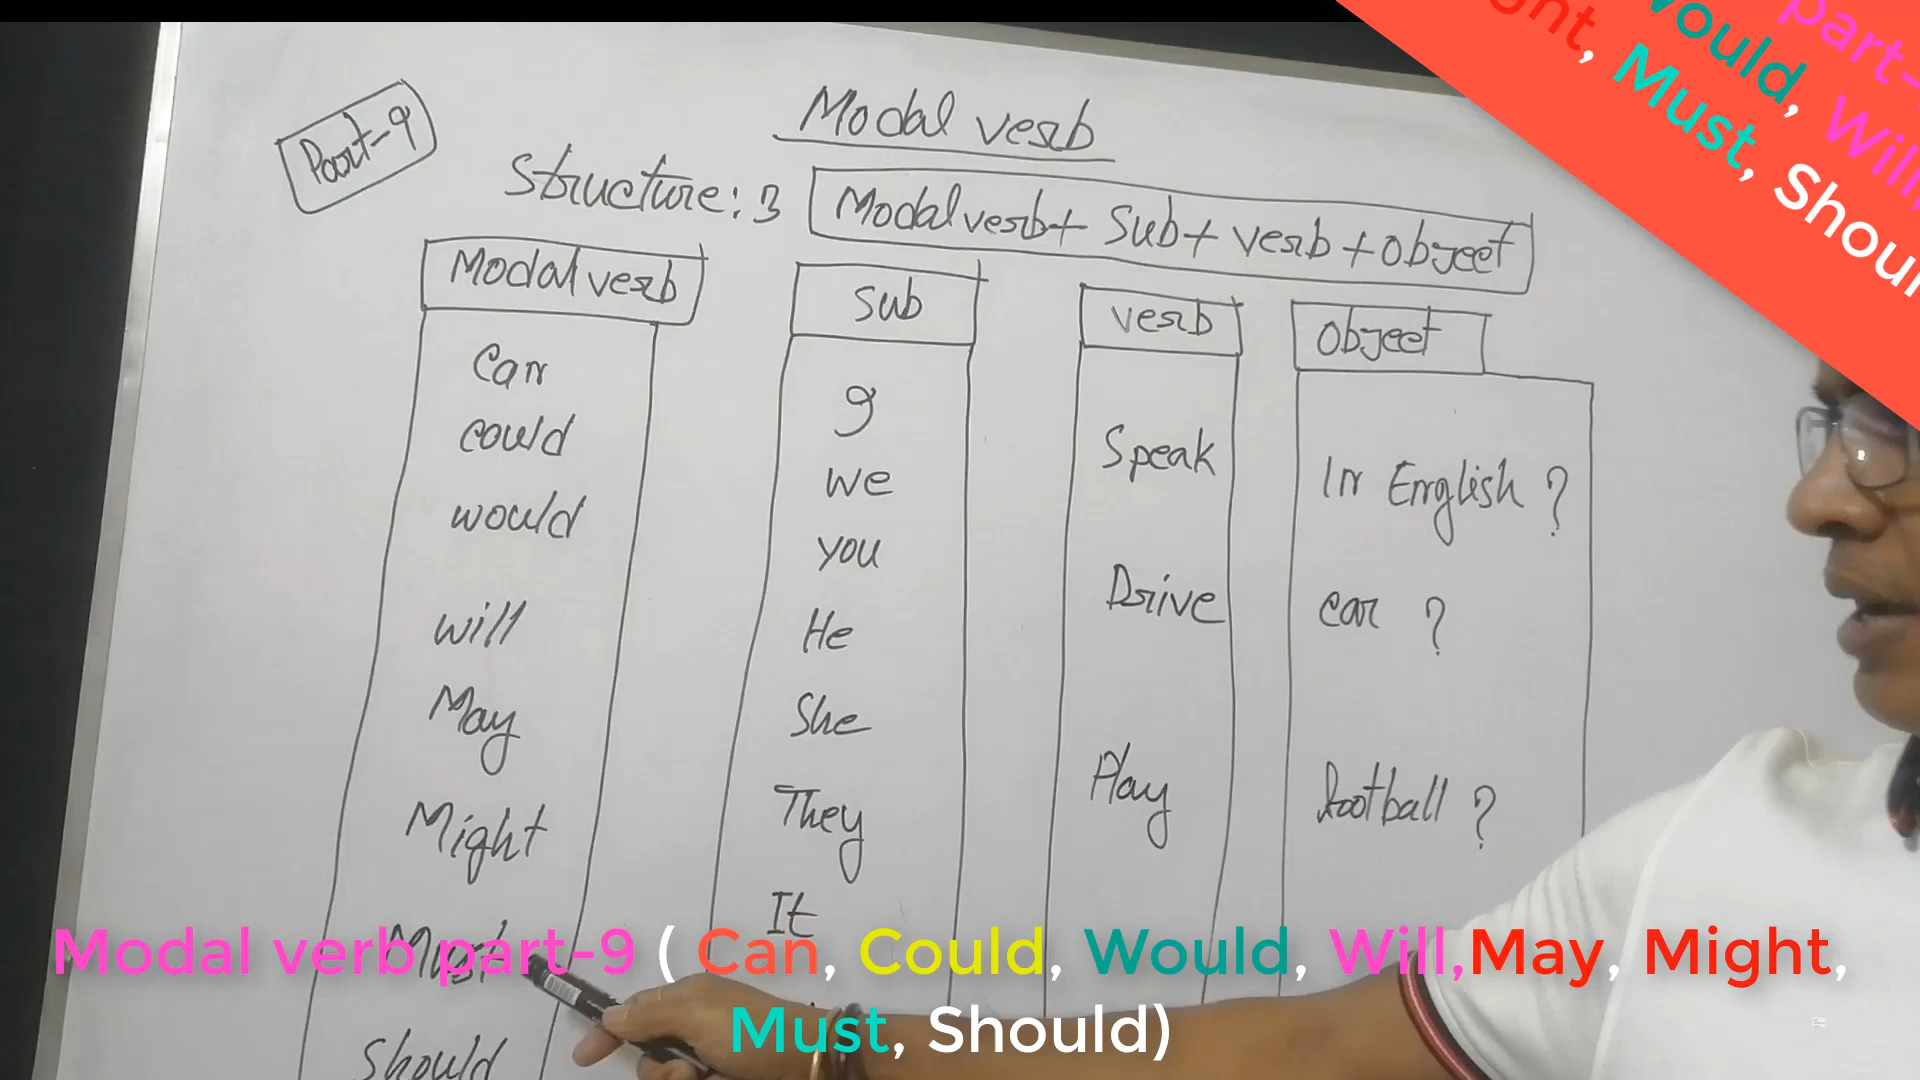 Part-9
Modal verb
Structure: 3 Modal verb + Sub + verb + object
Modal verb
Can
could
would
will
May
Might
Must
Should
Sub
I
we
you
He
She
They
It
verb
Speak
Drive
Play
object
In English ?
car ?
football ?
part-
Would, Will,
Must, Shoul
Modal verb part-9 ( Can, Could, Would, Will,May, Might,
Must, Should)